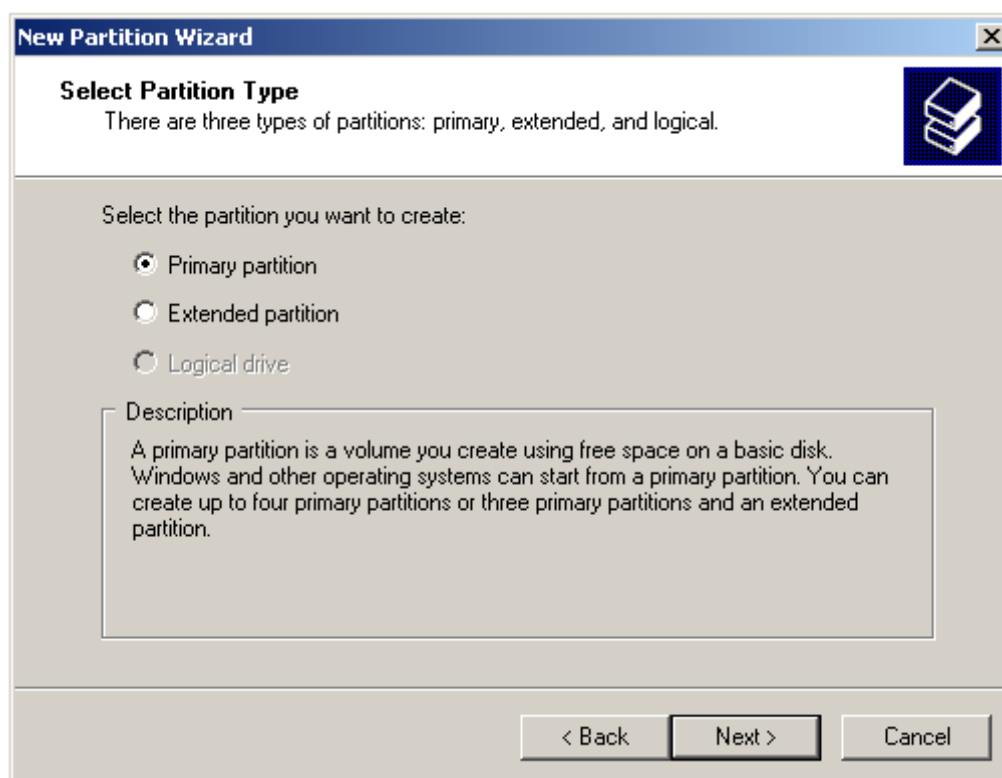 New Partition Wizard
Select Partition Type
There are three types of partitions: primary, extended, and logical.
Select the partition you want to create:
Primary partition
Extended partition
Logical drive
Description
A primary partition is a volume you create using free space on a basic disk.
Windows and other operating systems can start from a primary partition. You can
create up to four primary partitions or three primary partitions and an extended
partition.
< Back
Next >
Cancel